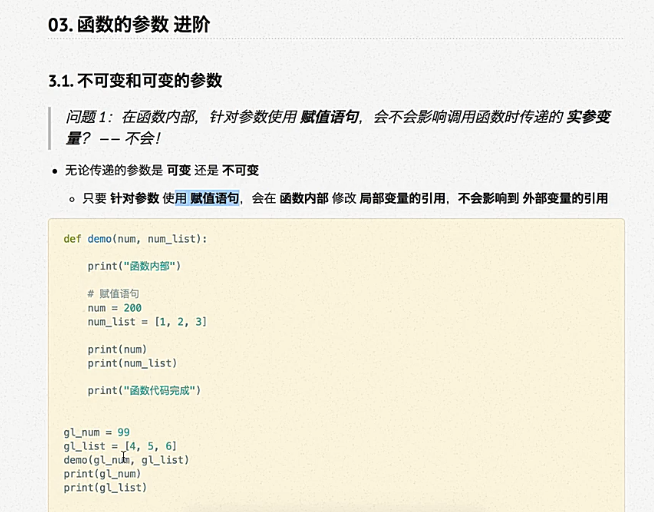 03. 函数的参数 进阶
3.1. 不可变和可变的参数
问题 1：在函数内部，针对参数使用 赋值语句，会不会影响调用函数时传递的 实参变
量？ —— 不会！
• 无论传递的参数是 可变 还是 不可变
◦ 只要 针对参数 使用 赋值语句，会在 函数内部 修改 局部变量的引用，不会影响到 外部变量的引用
def demo(num, num_list):
print("函数内部")
# 赋值语句
num = 200
num_list = [1, 2, 3]
print(num)
print(num_list)
print("函数代码完成")
gl_num = 99
gl_list = [4, 5, 6]
demo(gl_num, gl_list)
print(gl_num)
print(gl_list)